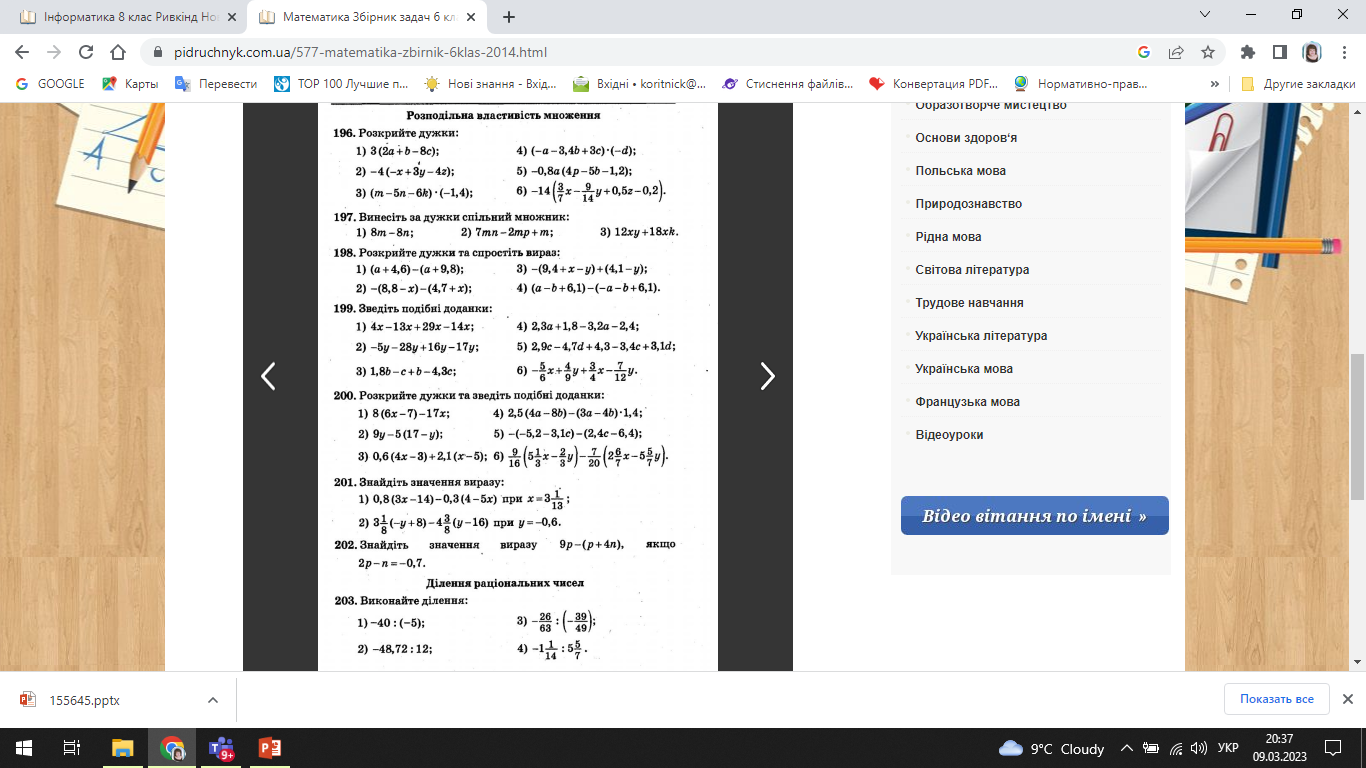 Інформатика 8 клас Ривкінд Нов
Математика Збірник задач 6 кла
pidruchnyk.com.ua/577-matematika-zbirnik-6klas-2014.html
GOOGLE Карты Перевести TOP 100 Лучшие п... Нові знання - Вхід... Вхідні • koritnick@... Стиснення файлів... Конвертация PDF... Нормативно-прав... » Другие закладки
Розподільна властивість множення
196. Розкрийте дужки:
1) 3(2a+b−8c); 4) (−a−3,4b+3c)·(−d);
2) −4(−x+3y−4z); 5) −0,8a(4p−5b−1,2);
3) (m−5n−6k)·(−1,4); 6) −14(3/7x−9/14y+0,5z−0,2).
197. Винесіть за дужки спільний множник:
1) 8m−8n; 2) 7mn−2mp+m; 3) 12xy+18xk.
198. Розкрийте дужки та спростіть вираз:
1) (a+4,6)−(a+9,8); 3) −(9,4+x−y)+(4,1−y);
2) −(8,8−x)−(4,7+x); 4) (a−b+6,1)−(−a−b+6,1).
199. Зведіть подібні доданки:
1) 4x−13x+29x−14x; 4) 2,3a+1,8−3,2a−2,4;
2) −5y−28y+16y−17y; 5) 2,9c−4,7d+4,3−3,4c+3,1d;
3) 1,8b−c+b−4,3c; 6) −5/6x+4/9y+3/4x−7/12y.
200. Розкрийте дужки та зведіть подібні доданки:
1) 8(6x−7)−17x; 4) 2,5(4a−8b)−(3a−4b)·1,4;
2) 9y−5(17−y); 5) −(−5,2−3,1c)−(2,4c−6,4);
3) 0,6(4x−3)+2,1(x−5); 6) 9/16(5 1/3x−2/3y)−7/20(2 6/7x−5 5/7y).
201. Знайдіть значення виразу:
1) 0,8(3x−14)−0,3(4−5x) при x=3 1/13;
2) 3 1/8(−y+8)−4 3/8(y−16) при y=−0,6.
202. Знайдіть значення виразу 9p−(p+4n), якщо
2p−n=−0,7.
Ділення раціональних чисел
203. Виконайте ділення:
1) −40 : (−5); 3) −26/63 : (−39/49);
2) −48,72 : 12; 4) −1 1/14 : 5 5/7.
Образотворче мистецтво
Основи здоров'я
Польська мова
Природознавство
Рідна мова
Світова література
Трудове навчання
Українська література
Українська мова
Французька мова
Відеоуроки
Відео вітання по імені »
155645.pptx
Показать все
9+
9°C Cloudy
УКР
20:37
09.03.2023